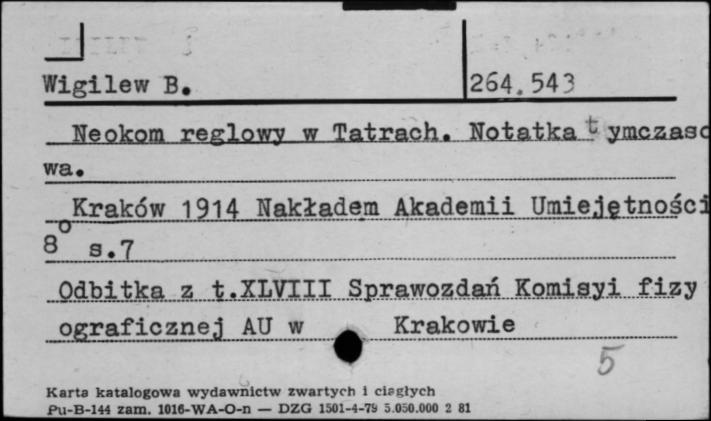 Wigilew B. 264.543
Neokom reglowy w Tatrach. Notatka tymczaso
wa.
Kraków 1914 Nakładem Akademii Umiejętności
8o s.7
Odbitka z t.XLVIII Sprawozdań Komisyi fizy
ograficznej AU w Krakowie
5
Karta katalogowa wydawnictw zwartych i ciągłych
Pu-B-144 zam. 1016-WA-O-n — DZG 1501-4-79 5.050.000 2 81